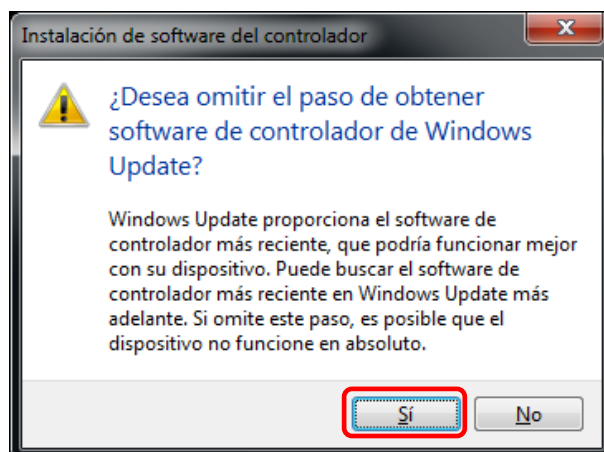 Instalación de software del controlador
¿Desea omitir el paso de obtener
software de controlador de Windows
Update?
Windows Update proporciona el software de
controlador más reciente, que podría funcionar mejor
con su dispositivo. Puede buscar el software de
controlador más reciente en Windows Update más
adelante. Si omite este paso, es posible que el
dispositivo no funcione en absoluto.
Sí No